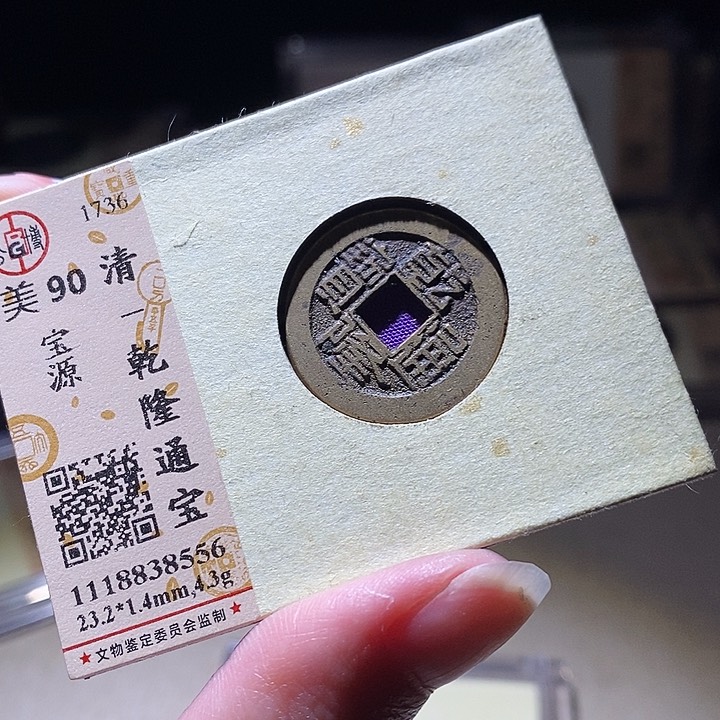 1736
G 博
美 90
宝源
清 — 乾隆通宝
1118838556
23.2*1.4mm,4.3g
★ 文物鉴定委员会监制 ★